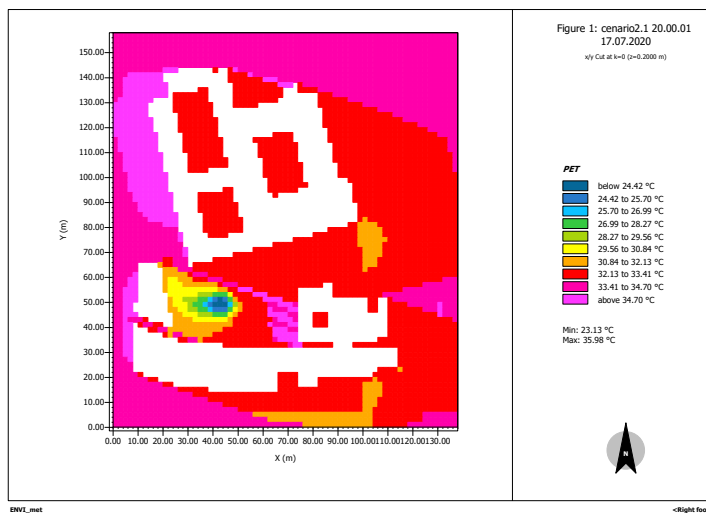 Figure 1: cenario2.1 20.00.01
17.07.2020
x/y Cut at k=0 (z=0.2000 m)
150.00
140.00
130.00
120.00
110.00
100.00
90.00
80.00
70.00
60.00
50.00
40.00
30.00
20.00
10.00
0.00
Y (m)
0.00 10.00 20.00 30.00 40.00 50.00 60.00 70.00 80.00 90.00 100.00 110.00 120.00 130.00
X (m)
PET
below 24.42 °C
24.42 to 25.70 °C
25.70 to 26.99 °C
26.99 to 28.27 °C
28.27 to 29.56 °C
29.56 to 30.84 °C
30.84 to 32.13 °C
32.13 to 33.41 °C
33.41 to 34.70 °C
above 34.70 °C
Min: 23.13 °C
Max: 35.98 °C
N
ENVI_met
<Right foo